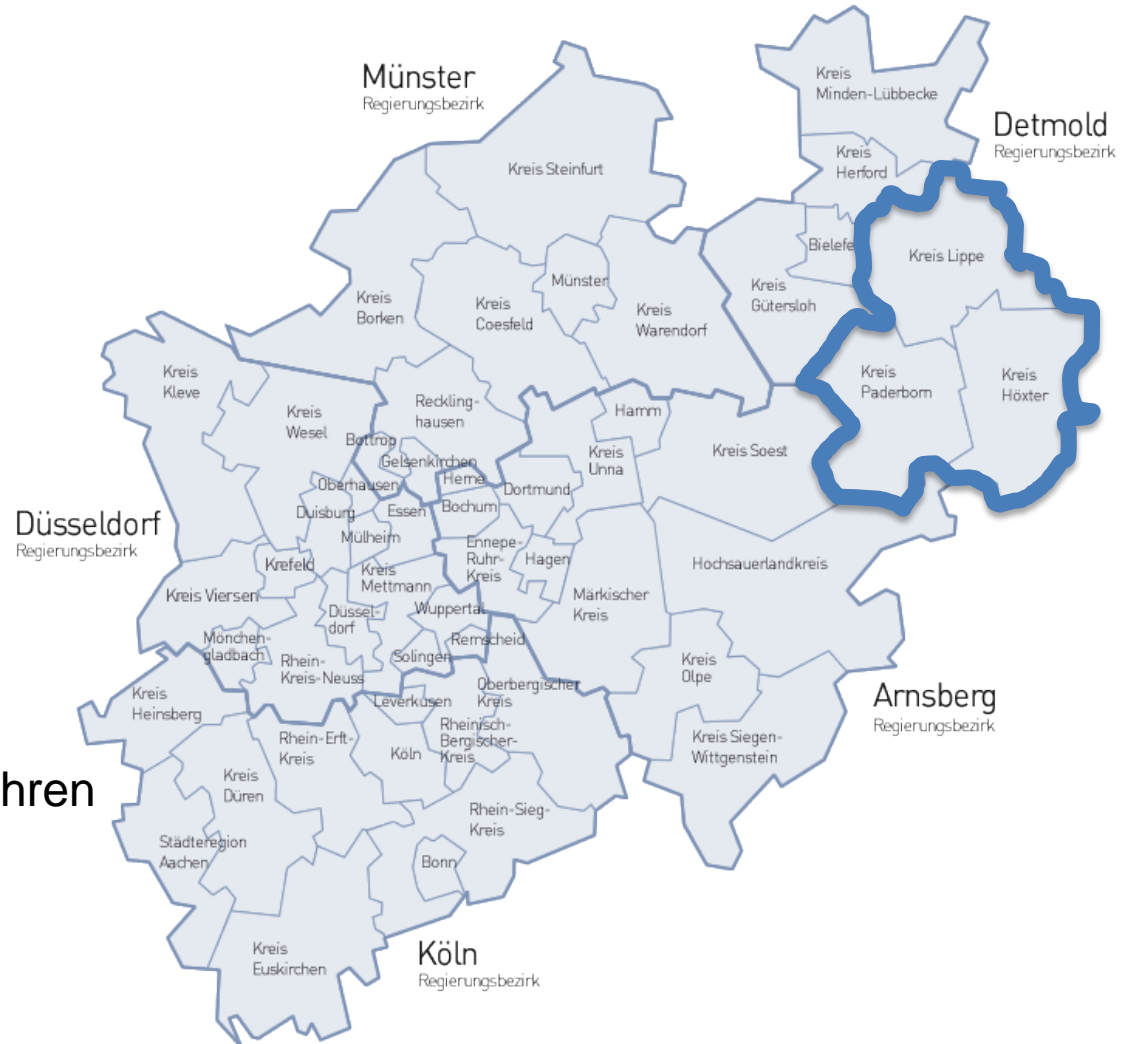 Münster
Regierungsbezirk
Kreis
Minden-Lübbecke
Detmold
Regierungsbezirk
Kreis
Herford
Kreis Steinfurt
Bielefe
Kreis Lippe
Münster
Kreis
Gütersloh
Kreis
Borken
Kreis
Coesfeld
Kreis
Warendorf
Kreis
Paderborn
Kreis
Höxter
Kreis
Kleve
Kreis
Wesel
Reckling-
hausen
Hamm
Bottrop
Gelsenkirchen
Herne
Kreis
Unna
Kreis Soest
Oberhausen
Dortmund
Duisburg
Essen
Bochum
Düsseldorf
Regierungsbezirk
Mülheim
Ennepe-
Ruhr-
Kreis
Hagen
Krefeld
Kreis
Mettmann
Hochsauerlandkreis
Kreis Viersen
Düssel-
dorf
Wuppertal
Märkischer
Kreis
Mönchen-
gladbach
Remscheid
Solingen
Rhein-
Kreis-Neuss
Kreis
Olpe
Kreis
Heinsberg
Oberbergischer
Kreis
Leverkusen
Arnsberg
Regierungsbezirk
Rhein-Erft-
Kreis
Köln
Rheinisch-
Bergischer-
Kreis
Kreis Siegen-
Wittgenstein
hren
Kreis
Düren
Rhein-Sieg-
Kreis
Städteregion
Aachen
Bonn
Kreis
Euskirchen
Köln
Regierungsbezirk